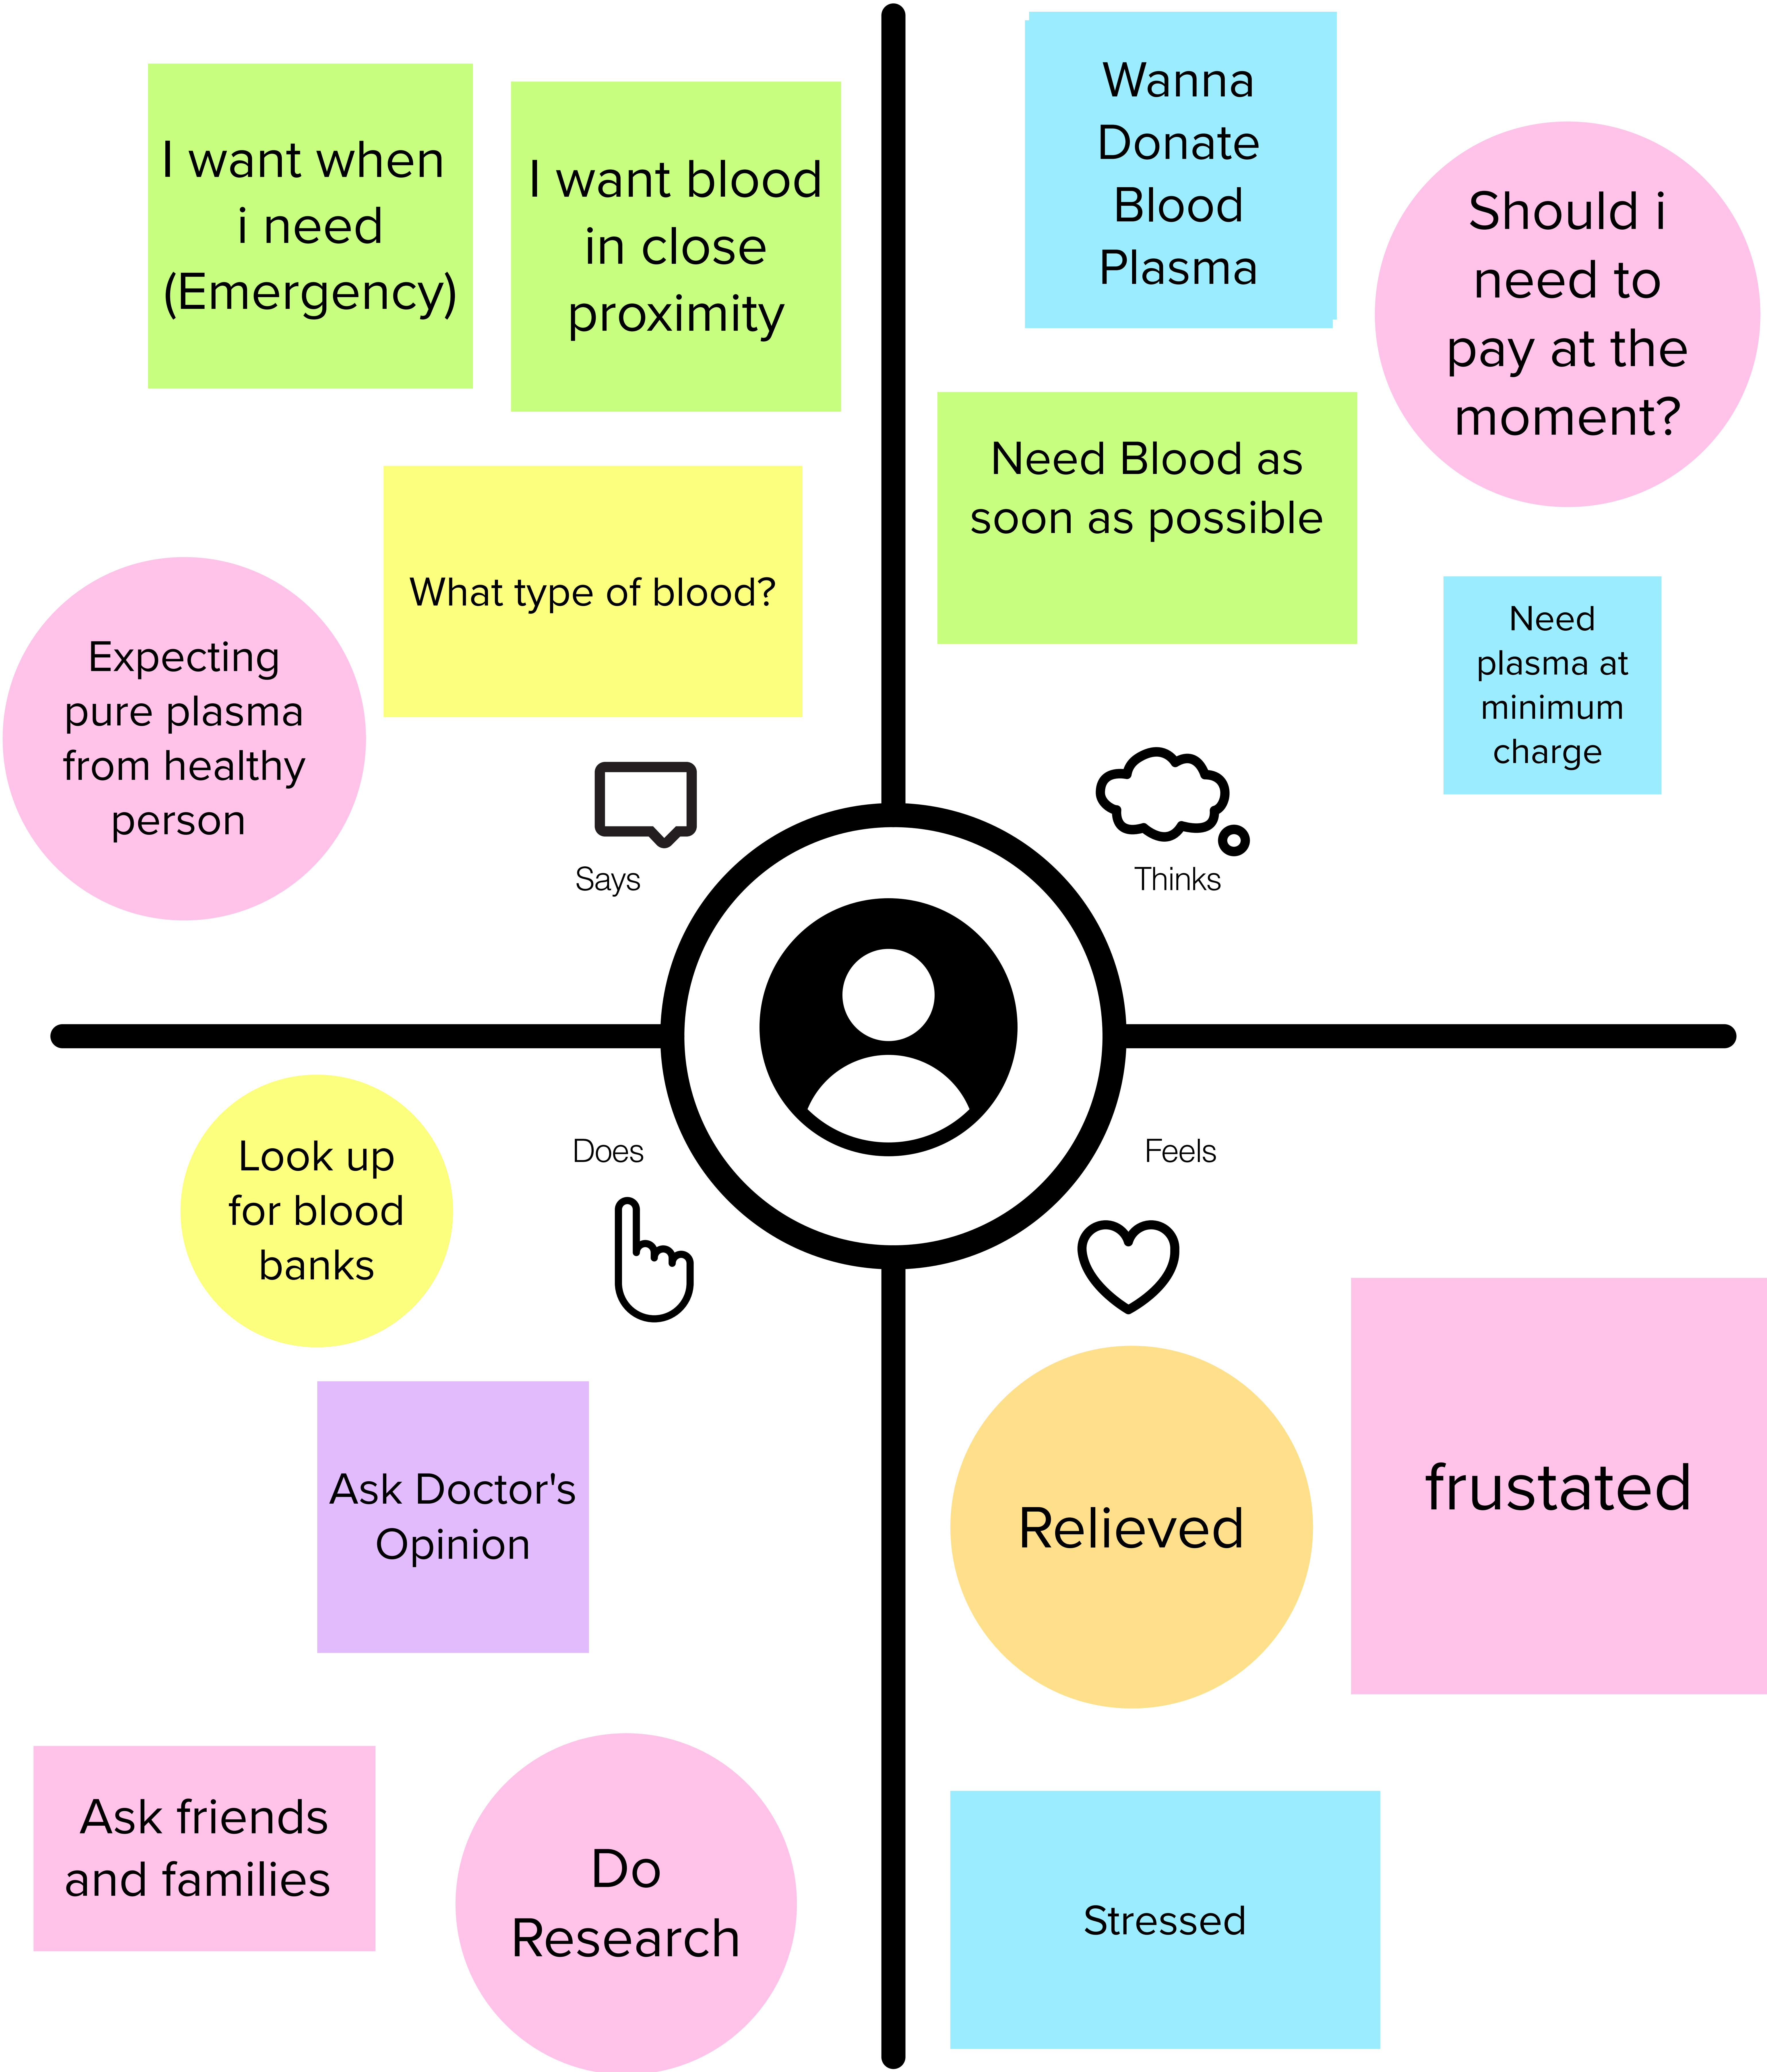 I want when
i need
(Emergency)
I want blood
in close
proximity
What type of blood?
Expecting
pure plasma
from healthy
person
Says
Wanna
Donate
Blood
Plasma
Should i
need to
pay at the
moment?
Need Blood as
soon as possible
Need
plasma at
minimum
charge
Thinks
Does
Look up
for blood
banks
Ask Doctor's
Opinion
Ask friends
and families
Do
Research
Feels
Relieved
frustated
Stressed